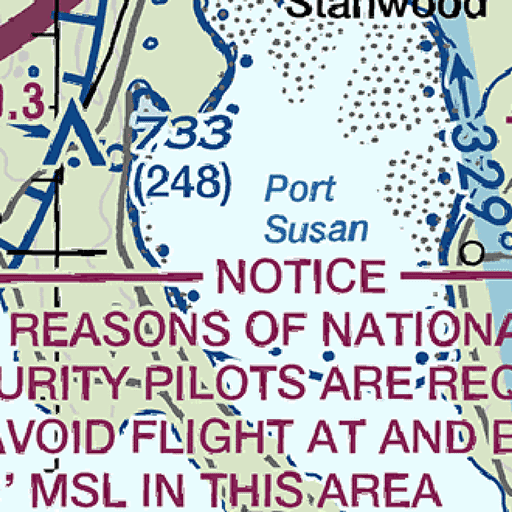 Stanwood
.3
733
(248)
329°
Port
Susan
NOTICE
REASONS OF NATIONA
URITY PILOTS ARE REQ
AVOID FLIGHT AT AND B
' MSL IN THIS AREA